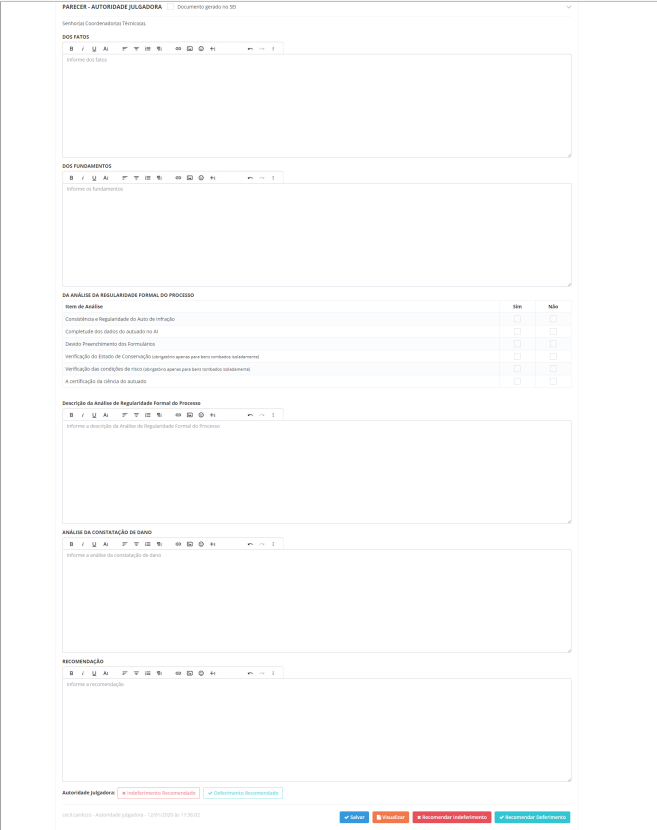 PARECER - AUTORIDADE JULGADORA Documento gerado no SEI
Senhor(a) Coordenador(a) Técnico(a),
DOS FATOS
Informe dos fatos
DOS FUNDAMENTOS
Informe os fundamentos
DA ANÁLISE DA REGULARIDADE FORMAL DO PROCESSO
Item de Análise Sim Não
Consistência e Regularidade do Auto de Infração
Completude dos dados do autuado no AI
Devido Preenchimento dos Formulários
Verificação do Estado de Conservação (obrigatório apenas para bens tombados isoladamente)
Verificação das condições de risco (obrigatório apenas para bens tombados isoladamente)
A certificação da ciência do autuado
Descrição da Análise de Regularidade Formal do Processo
Informe a descrição da Análise de Regularidade Formal do Processo
ANÁLISE DA CONSTATAÇÃO DE DANO
Informe a análise da constatação de dano
RECOMENDAÇÃO
Informe a recomendação
Autoridade Julgadora: Indeferimento Recomendado Deferimento Recomendado
- Autoridade Julgadora - 12/01/2020 às
Salvar Visualizar Recomendar Indeferimento Recomendar Deferimento